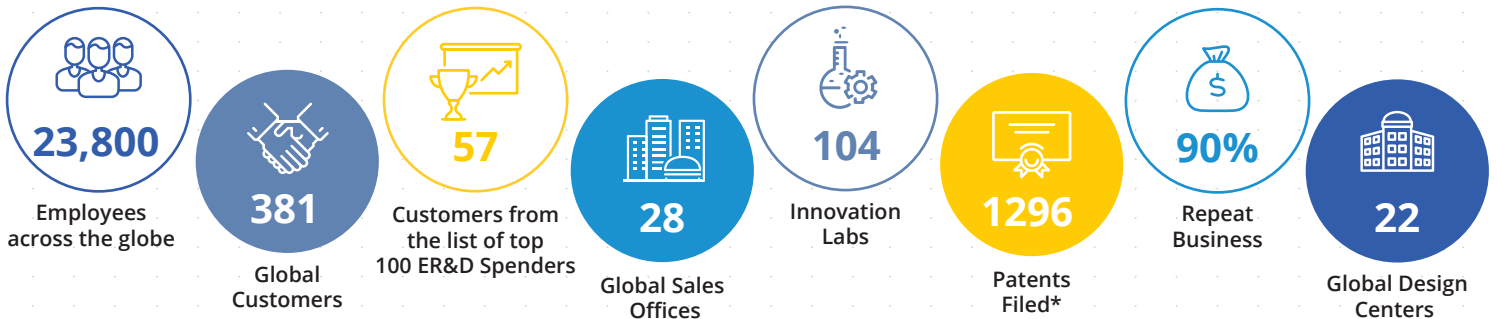 23,800
Employees
across the globe
381
Global
Customers
57
Customers from
the list of top
100 ER&D Spenders
28
Global Sales
Offices
104
Innovation
Labs
1296
Patents
Filed*
$
90%
Repeat
Business
22
Global Design
Centers